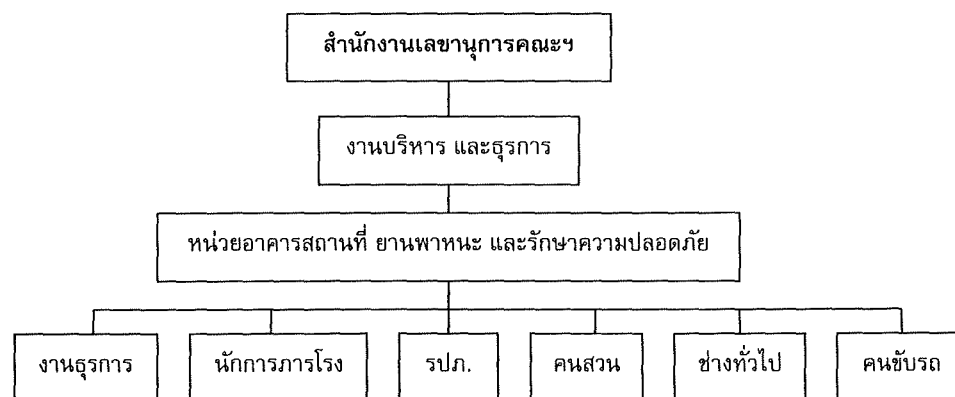 สำนักงานเลขานุการคณะฯ
งานบริหาร และธุรการ
หน่วยอาคารสถานที่ ยานพาหนะ และรักษาความปลอดภัย
งานธุรการ
นักการภารโรง
รปภ.
คนสวน
ช่างทั่วไป
คนขับรถ